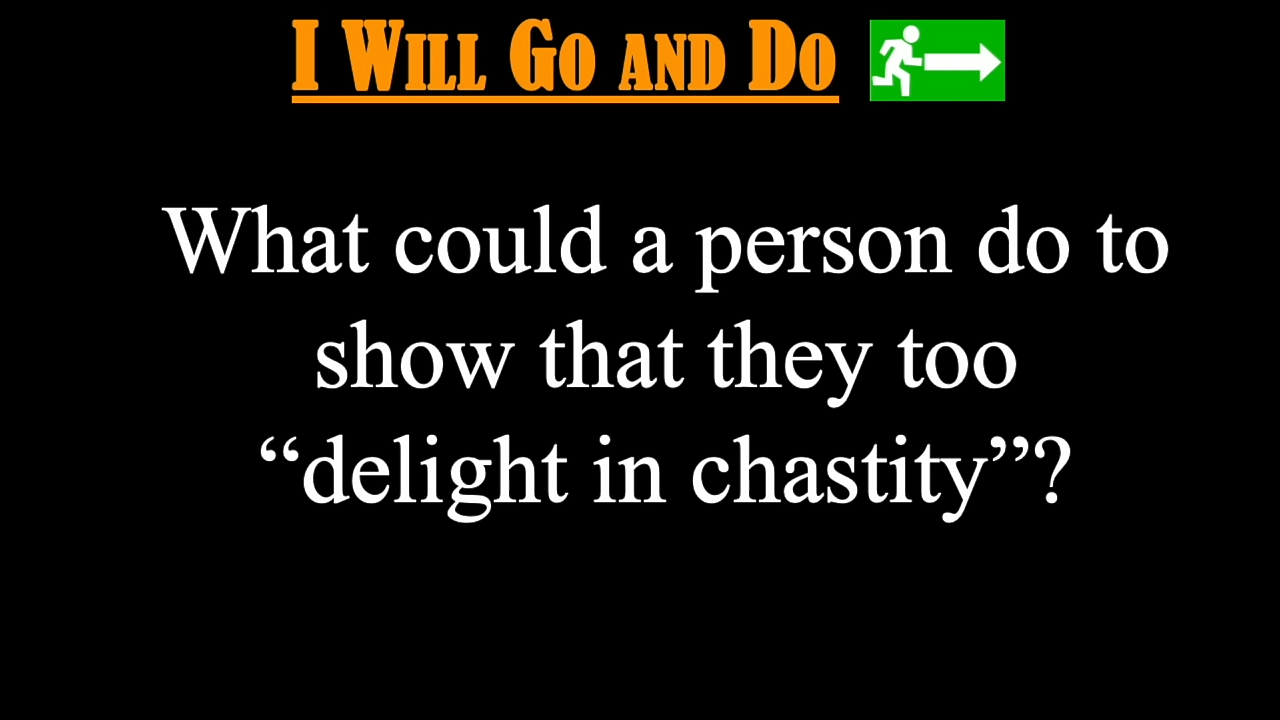 I Will Go and Do
What could a person do to
show that they too
“delight in chastity”?